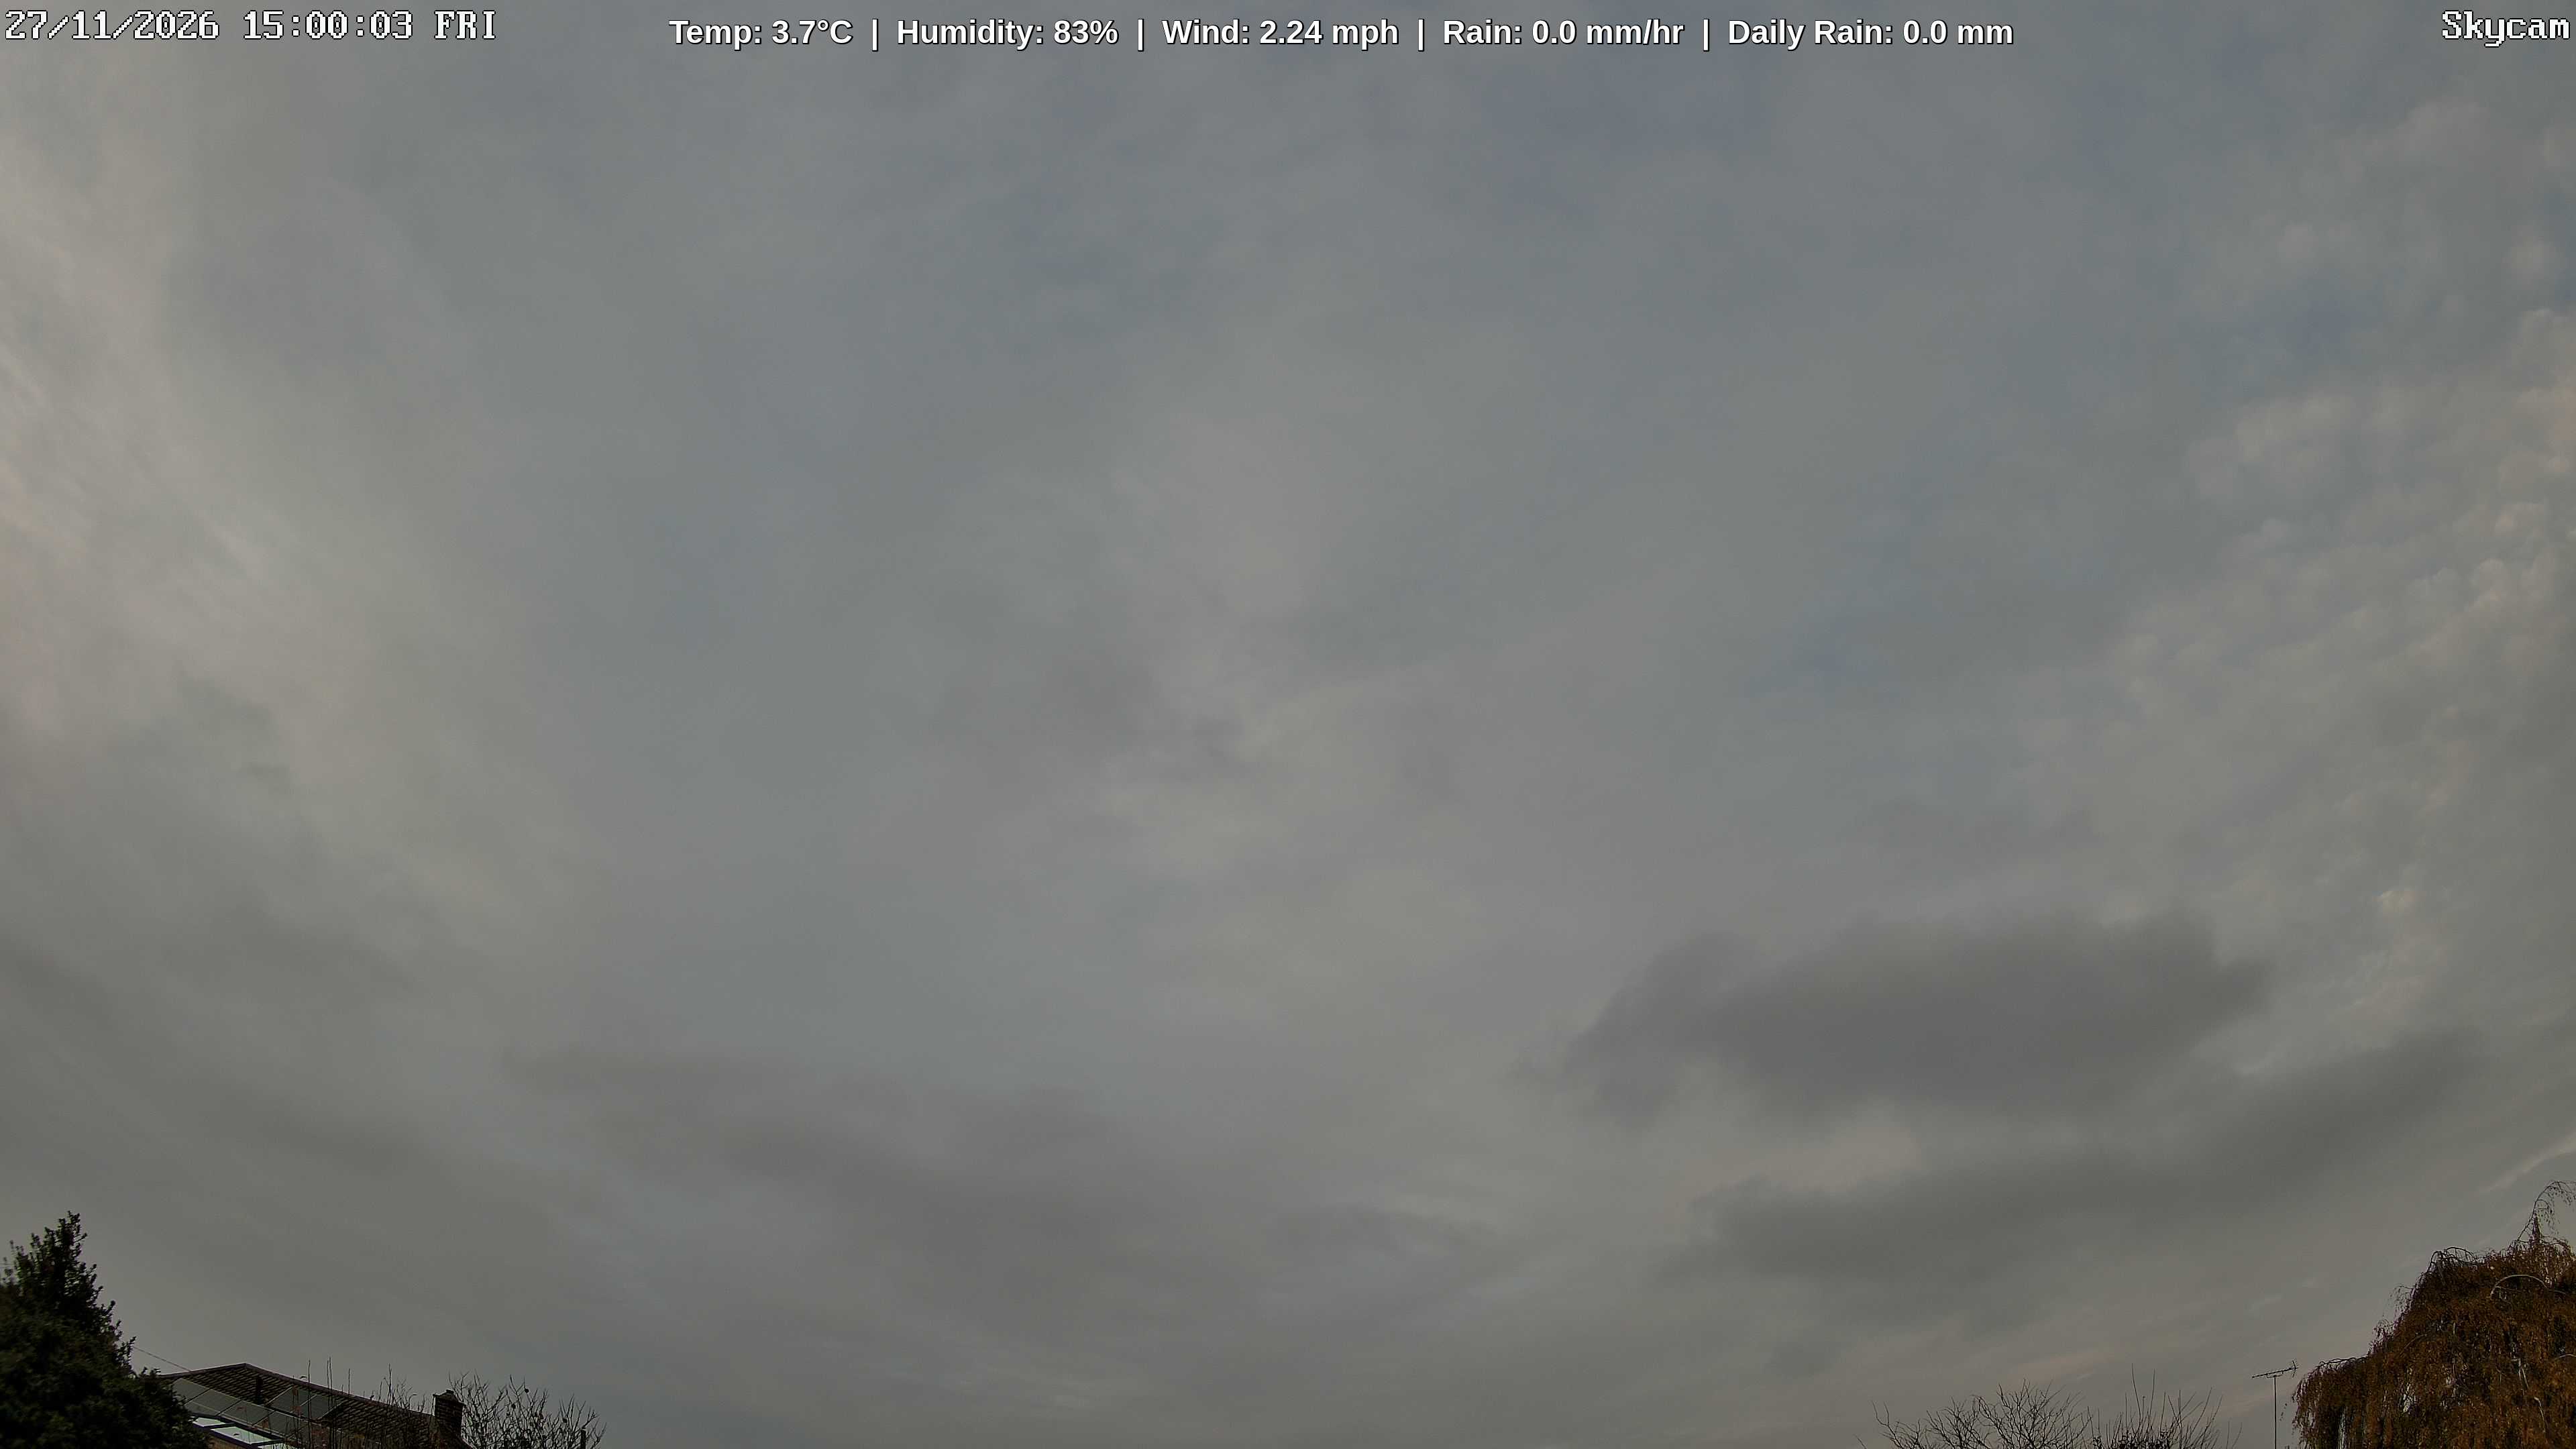 27/11/2026 15:00:03 FRI
Temp: 3.7°C | Humidity: 83% | Wind: 2.24 mph | Rain: 0.0 mm/hr | Daily Rain: 0.0 mm
Skycam